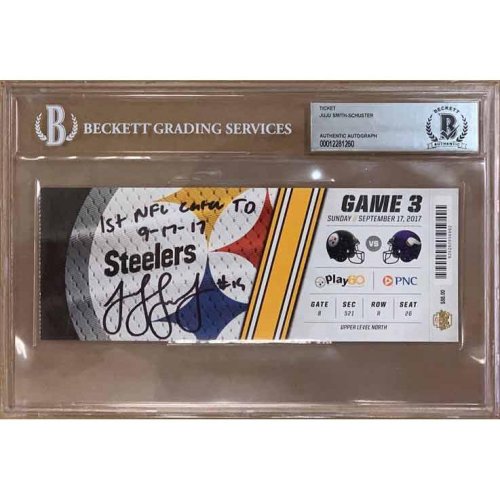 B BECKETT GRADING SERVICES
TICKET
JUJU SMITH-SCHUSTER
AUTHENTIC AUTOGRAPH
00012281260
BECKETT
B
AUTHENTIC
1st NFL Career TD
9-17-17
Steelers
#19
GAME 3
SUNDAY // SEPTEMBER 17, 2017
VS
Play60
PNC
GATE SEC ROW SEAT
8 521 R 26
UPPER LEVEL NORTH
$88.00